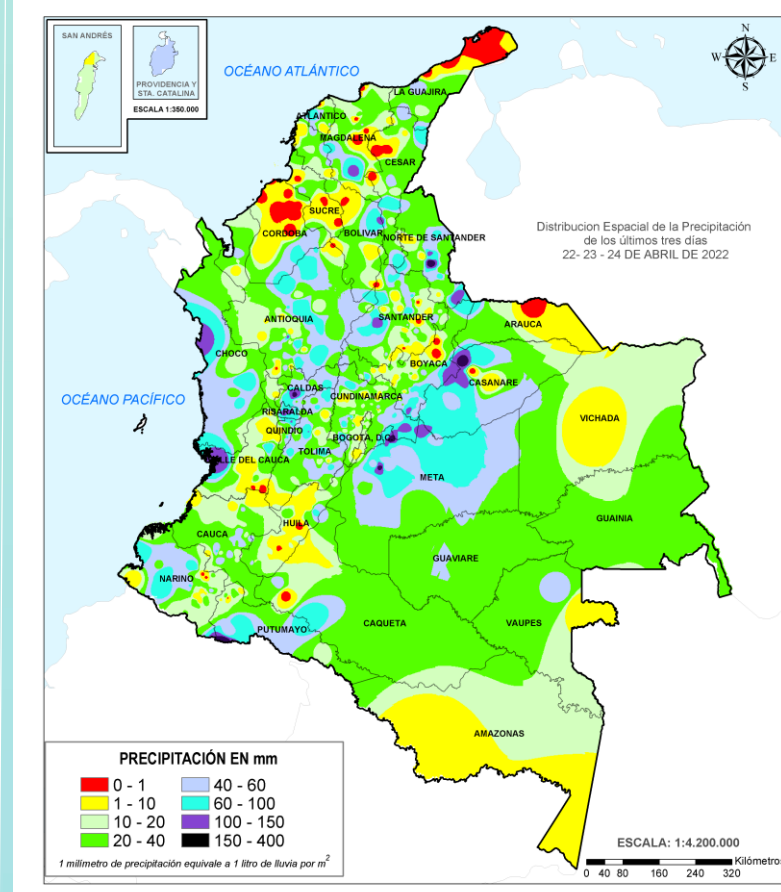 SAN ANDRÉS
PROVIDENCIA Y
STA. CATALINA
ESCALA 1:350.000
OCÉANO ATLÁNTICO
N
W
E
S
LA GUAJIRA
ATLANTICO
MAGDALENA
CESAR
SUCRE
CORDOBA
BOLIVAR
NORTE DE SANTANDER
Distribucion Espacial de la Precipitación
de los últimos tres días
22- 23 - 24 DE ABRIL DE 2022
ANTIOQUIA
SANTANDER
ARAUCA
CHOCO
BOYACA
CASANARE
OCÉANO PACÍFICO
CALDAS
CUNDINAMARCA
RISARALDA
VICHADA
QUINDIO
BOGOTA, D.C.
TOLIMA
VALLE DEL CAUCA
META
HUILA
GUAINIA
CAUCA
GUAVIARE
NARINO
PUTUMAYO
CAQUETA
VAUPES
AMAZONAS
PRECIPITACIÓN EN mm
0 - 1
40 - 60
1 - 10
60 - 100
10 - 20
100 - 150
20 - 40
150 - 400
1 milimetro de precipitación equivale a 1 litro de lluvia por m²
ESCALA: 1:4.200.000
Kilómetros
0 40 80 160 240 320